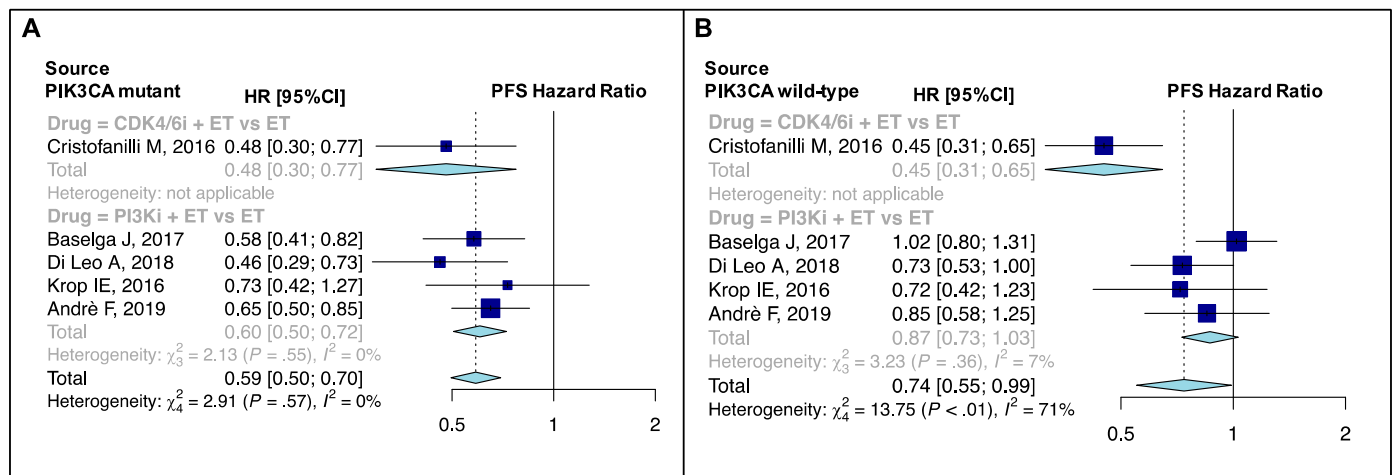 A
Source
PIK3CA mutant HR [95%CI] PFS Hazard Ratio
Drug = CDK4/6i + ET vs ET
Cristofanilli M, 2016 0.48 [0.30; 0.77]
Total 0.48 [0.30; 0.77]
Heterogeneity: not applicable
Drug = PI3Ki + ET vs ET
Baselga J, 2017 0.58 [0.41; 0.82]
Di Leo A, 2018 0.46 [0.29; 0.73]
Krop IE, 2016 0.73 [0.42; 1.27]
Andrè F, 2019 0.65 [0.50; 0.85]
Total 0.60 [0.50; 0.72]
Heterogeneity: χ²₃ = 2.13 (P = .55), I² = 0%
Total 0.59 [0.50; 0.70]
Heterogeneity: χ²₄ = 2.91 (P = .57), I² = 0%
0.5 1 2
B
Source
PIK3CA wild-type HR [95%CI] PFS Hazard Ratio
Drug = CDK4/6i + ET vs ET
Cristofanilli M, 2016 0.45 [0.31; 0.65]
Total 0.45 [0.31; 0.65]
Heterogeneity: not applicable
Drug = PI3Ki + ET vs ET
Baselga J, 2017 1.02 [0.80; 1.31]
Di Leo A, 2018 0.73 [0.53; 1.00]
Krop IE, 2016 0.72 [0.42; 1.23]
Andrè F, 2019 0.85 [0.58; 1.25]
Total 0.87 [0.73; 1.03]
Heterogeneity: χ²₃ = 3.23 (P = .36), I² = 7%
Total 0.74 [0.55; 0.99]
Heterogeneity: χ²₄ = 13.75 (P < .01), I² = 71%
0.5 1 2